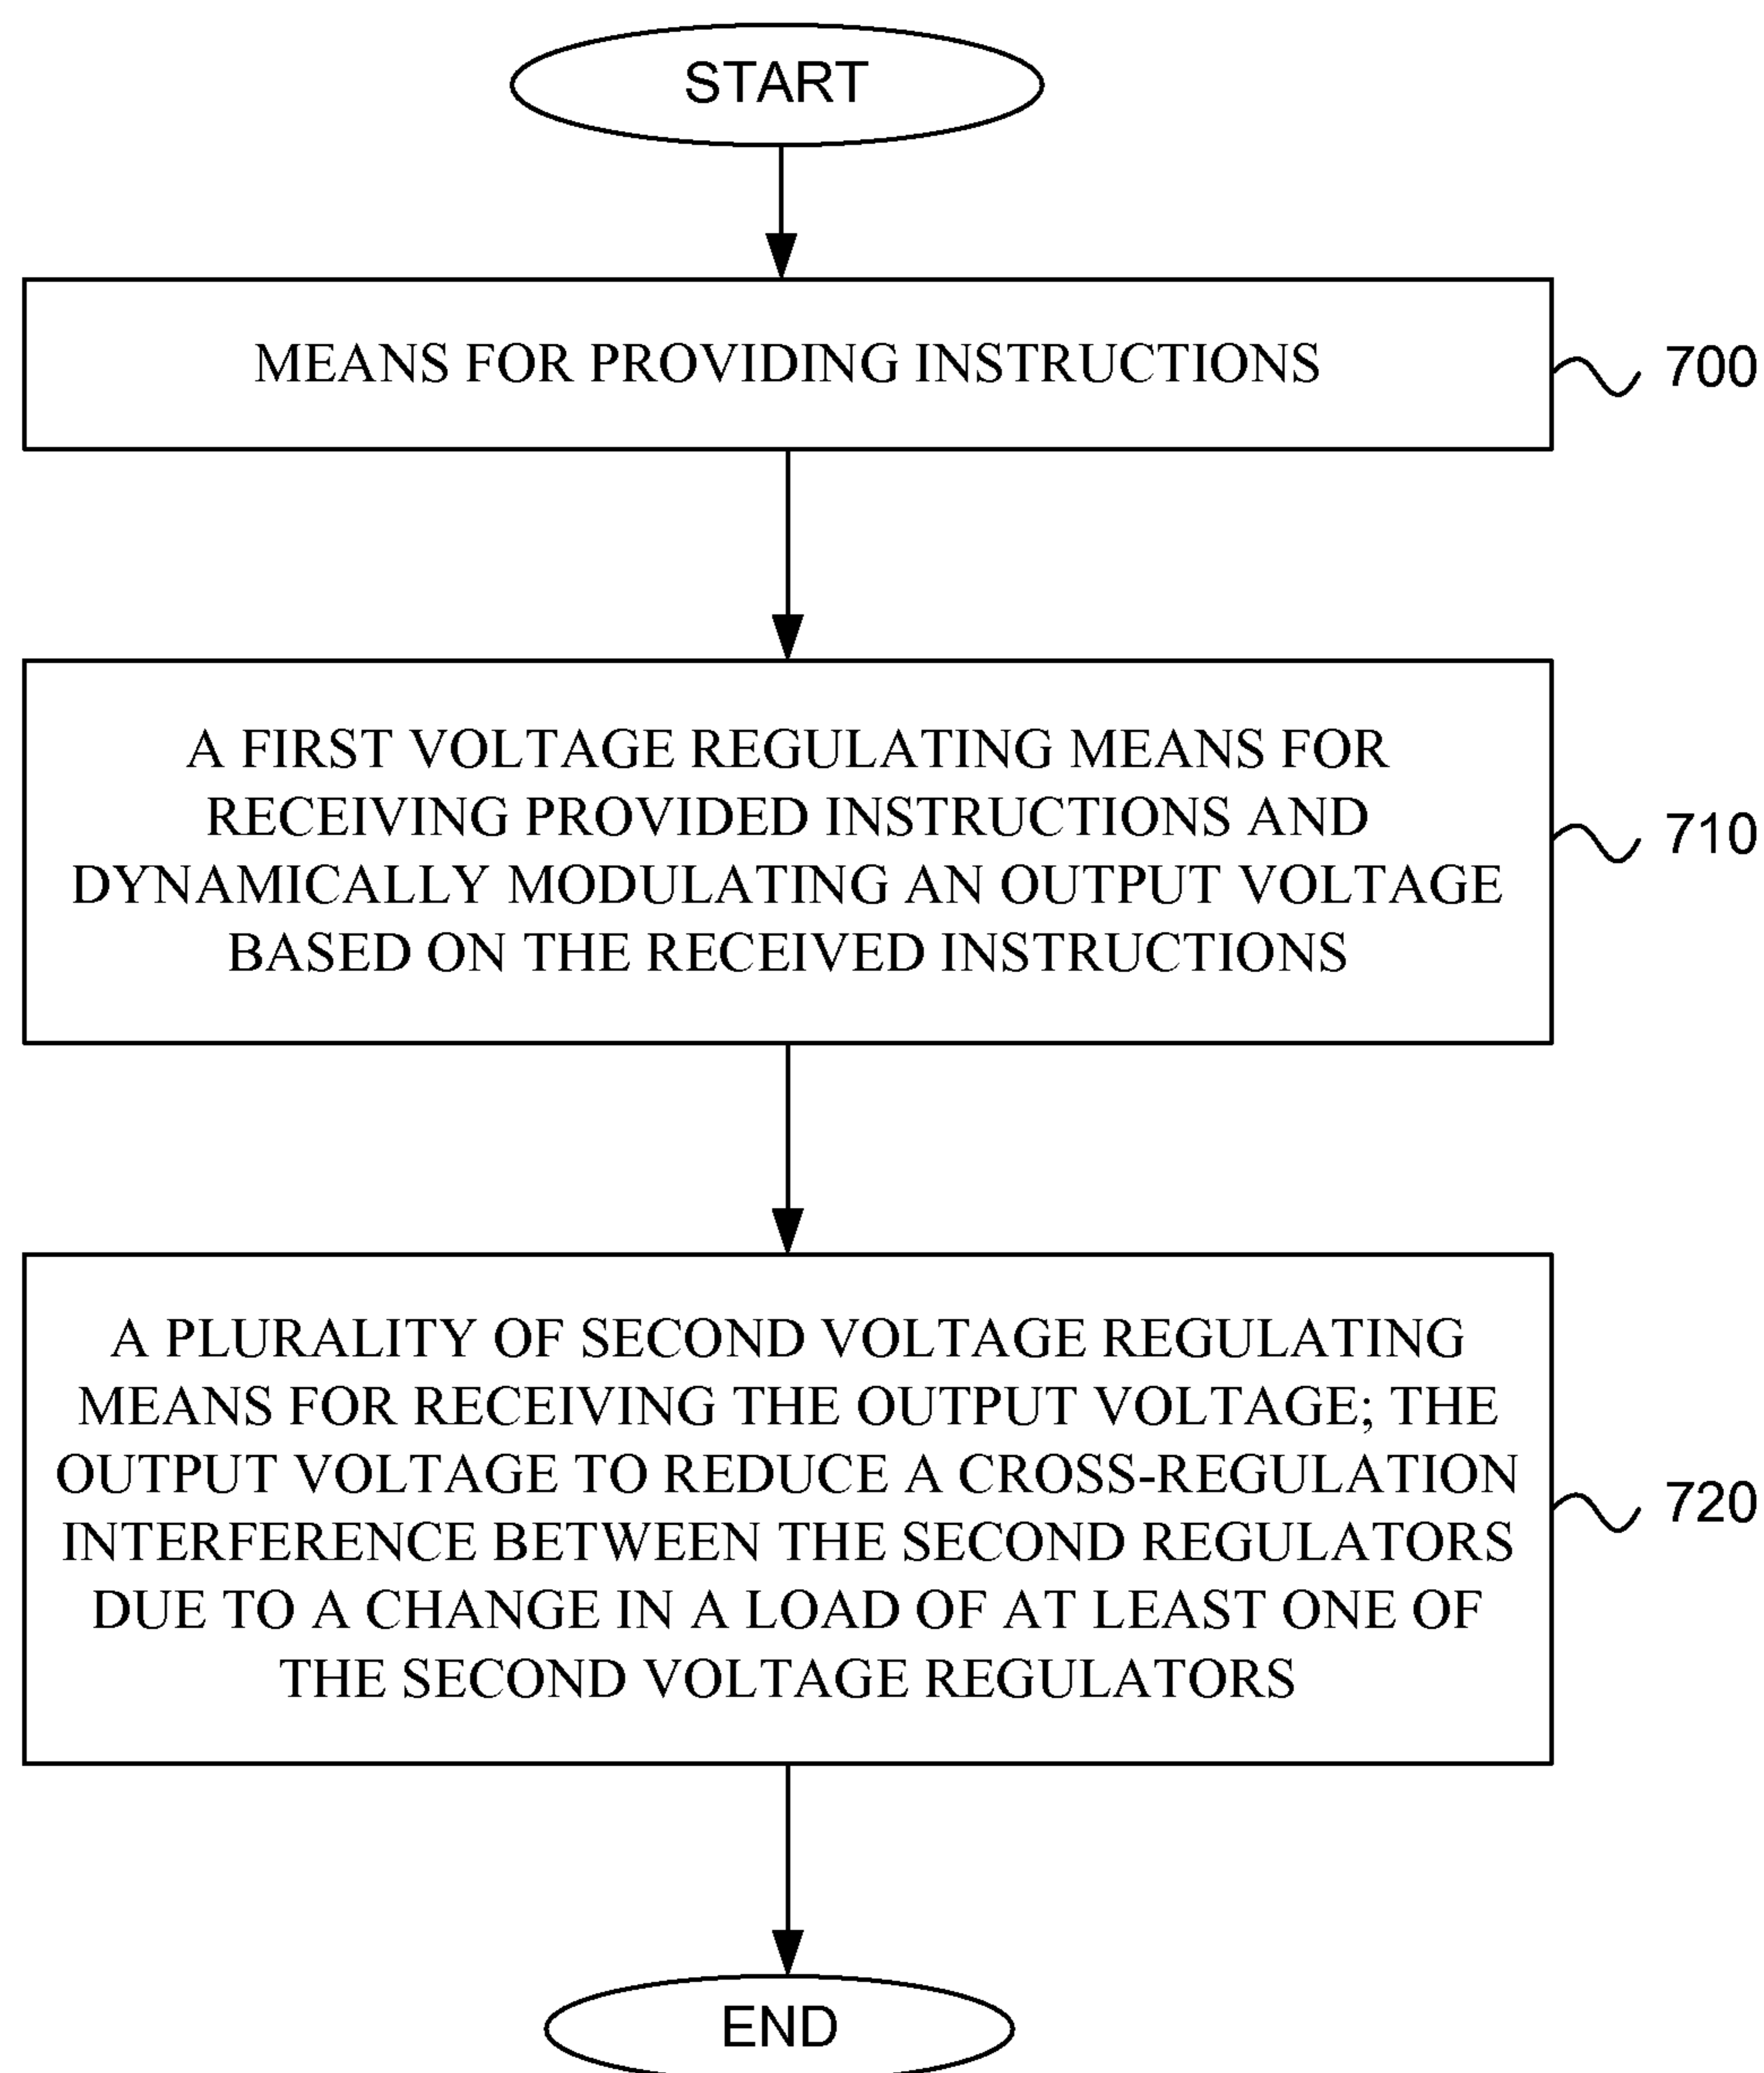 START
MEANS FOR PROVIDING INSTRUCTIONS
700
A FIRST VOLTAGE REGULATING MEANS FOR
RECEIVING PROVIDED INSTRUCTIONS AND
DYNAMICALLY MODULATING AN OUTPUT VOLTAGE
BASED ON THE RECEIVED INSTRUCTIONS
710
A PLURALITY OF SECOND VOLTAGE REGULATING
MEANS FOR RECEIVING THE OUTPUT VOLTAGE; THE
OUTPUT VOLTAGE TO REDUCE A CROSS-REGULATION
INTERFERENCE BETWEEN THE SECOND REGULATORS
DUE TO A CHANGE IN A LOAD OF AT LEAST ONE OF
THE SECOND VOLTAGE REGULATORS
720
END